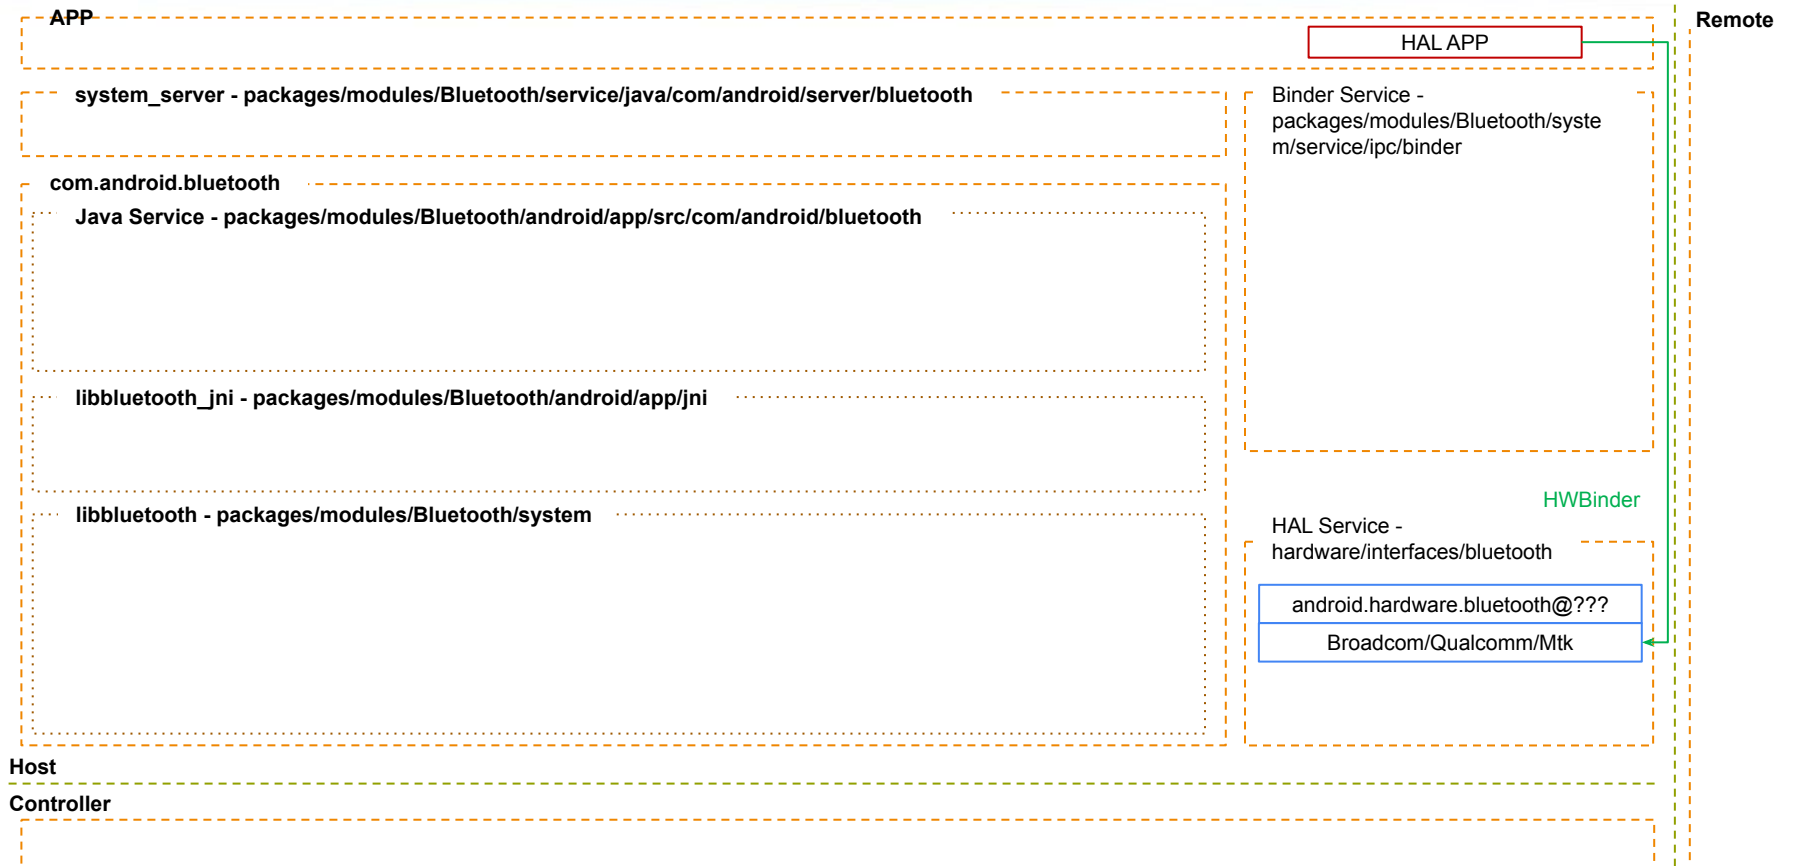 APP
Remote
HAL APP
system_server - packages/modules/Bluetooth/service/java/com/android/server/bluetooth
Binder Service -
packages/modules/Bluetooth/syste
m/service/ipc/binder
com.android.bluetooth
Java Service - packages/modules/Bluetooth/android/app/src/com/android/bluetooth
libbluetooth_jni - packages/modules/Bluetooth/android/app/jni
HWBinder
libbluetooth - packages/modules/Bluetooth/system
HAL Service -
hardware/interfaces/bluetooth
android.hardware.bluetooth@???
Broadcom/Qualcomm/Mtk
Host
Controller